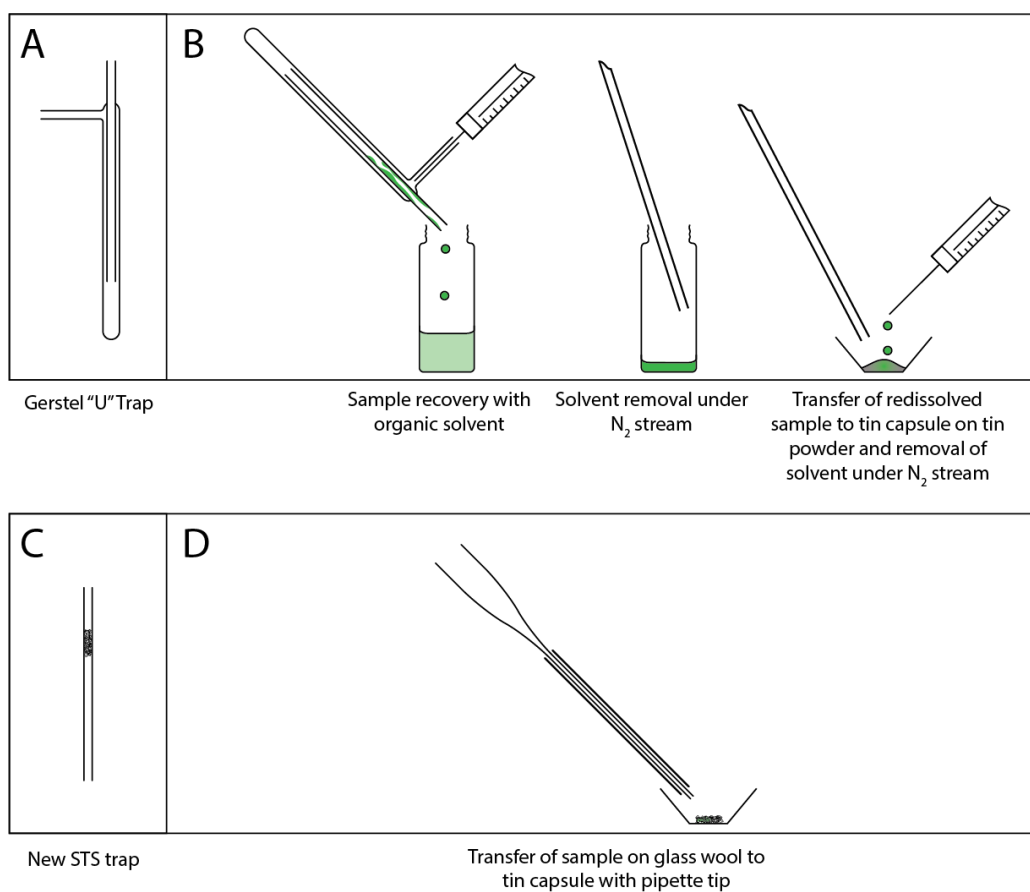 A
B
Gerstel “U” Trap
Sample recovery with
organic solvent
Solvent removal under
N₂ stream
Transfer of redissolved
sample to tin capsule on tin
powder and removal of
solvent under N₂ stream
C
D
New STS trap
Transfer of sample on glass wool to
tin capsule with pipette tip